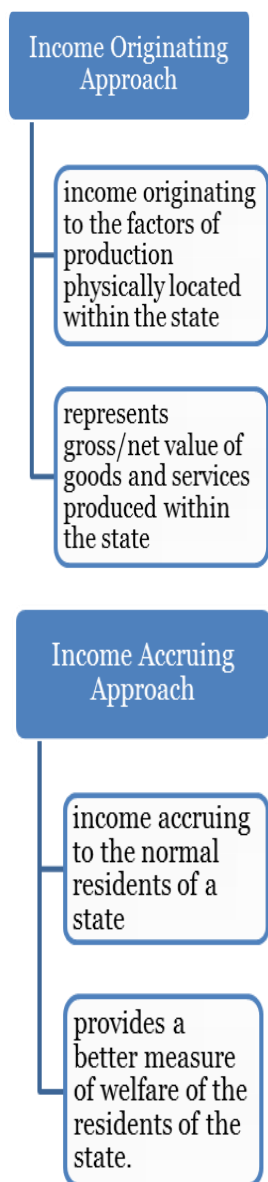 Income Originating
Approach
income originating
to the factors of
production
physically located
within the state
represents
gross/net value of
goods and services
produced within
the state
Income Accruing
Approach
income accruing
to the normal
residents of a
state
provides a
better measure
of welfare of the
residents of the
state.